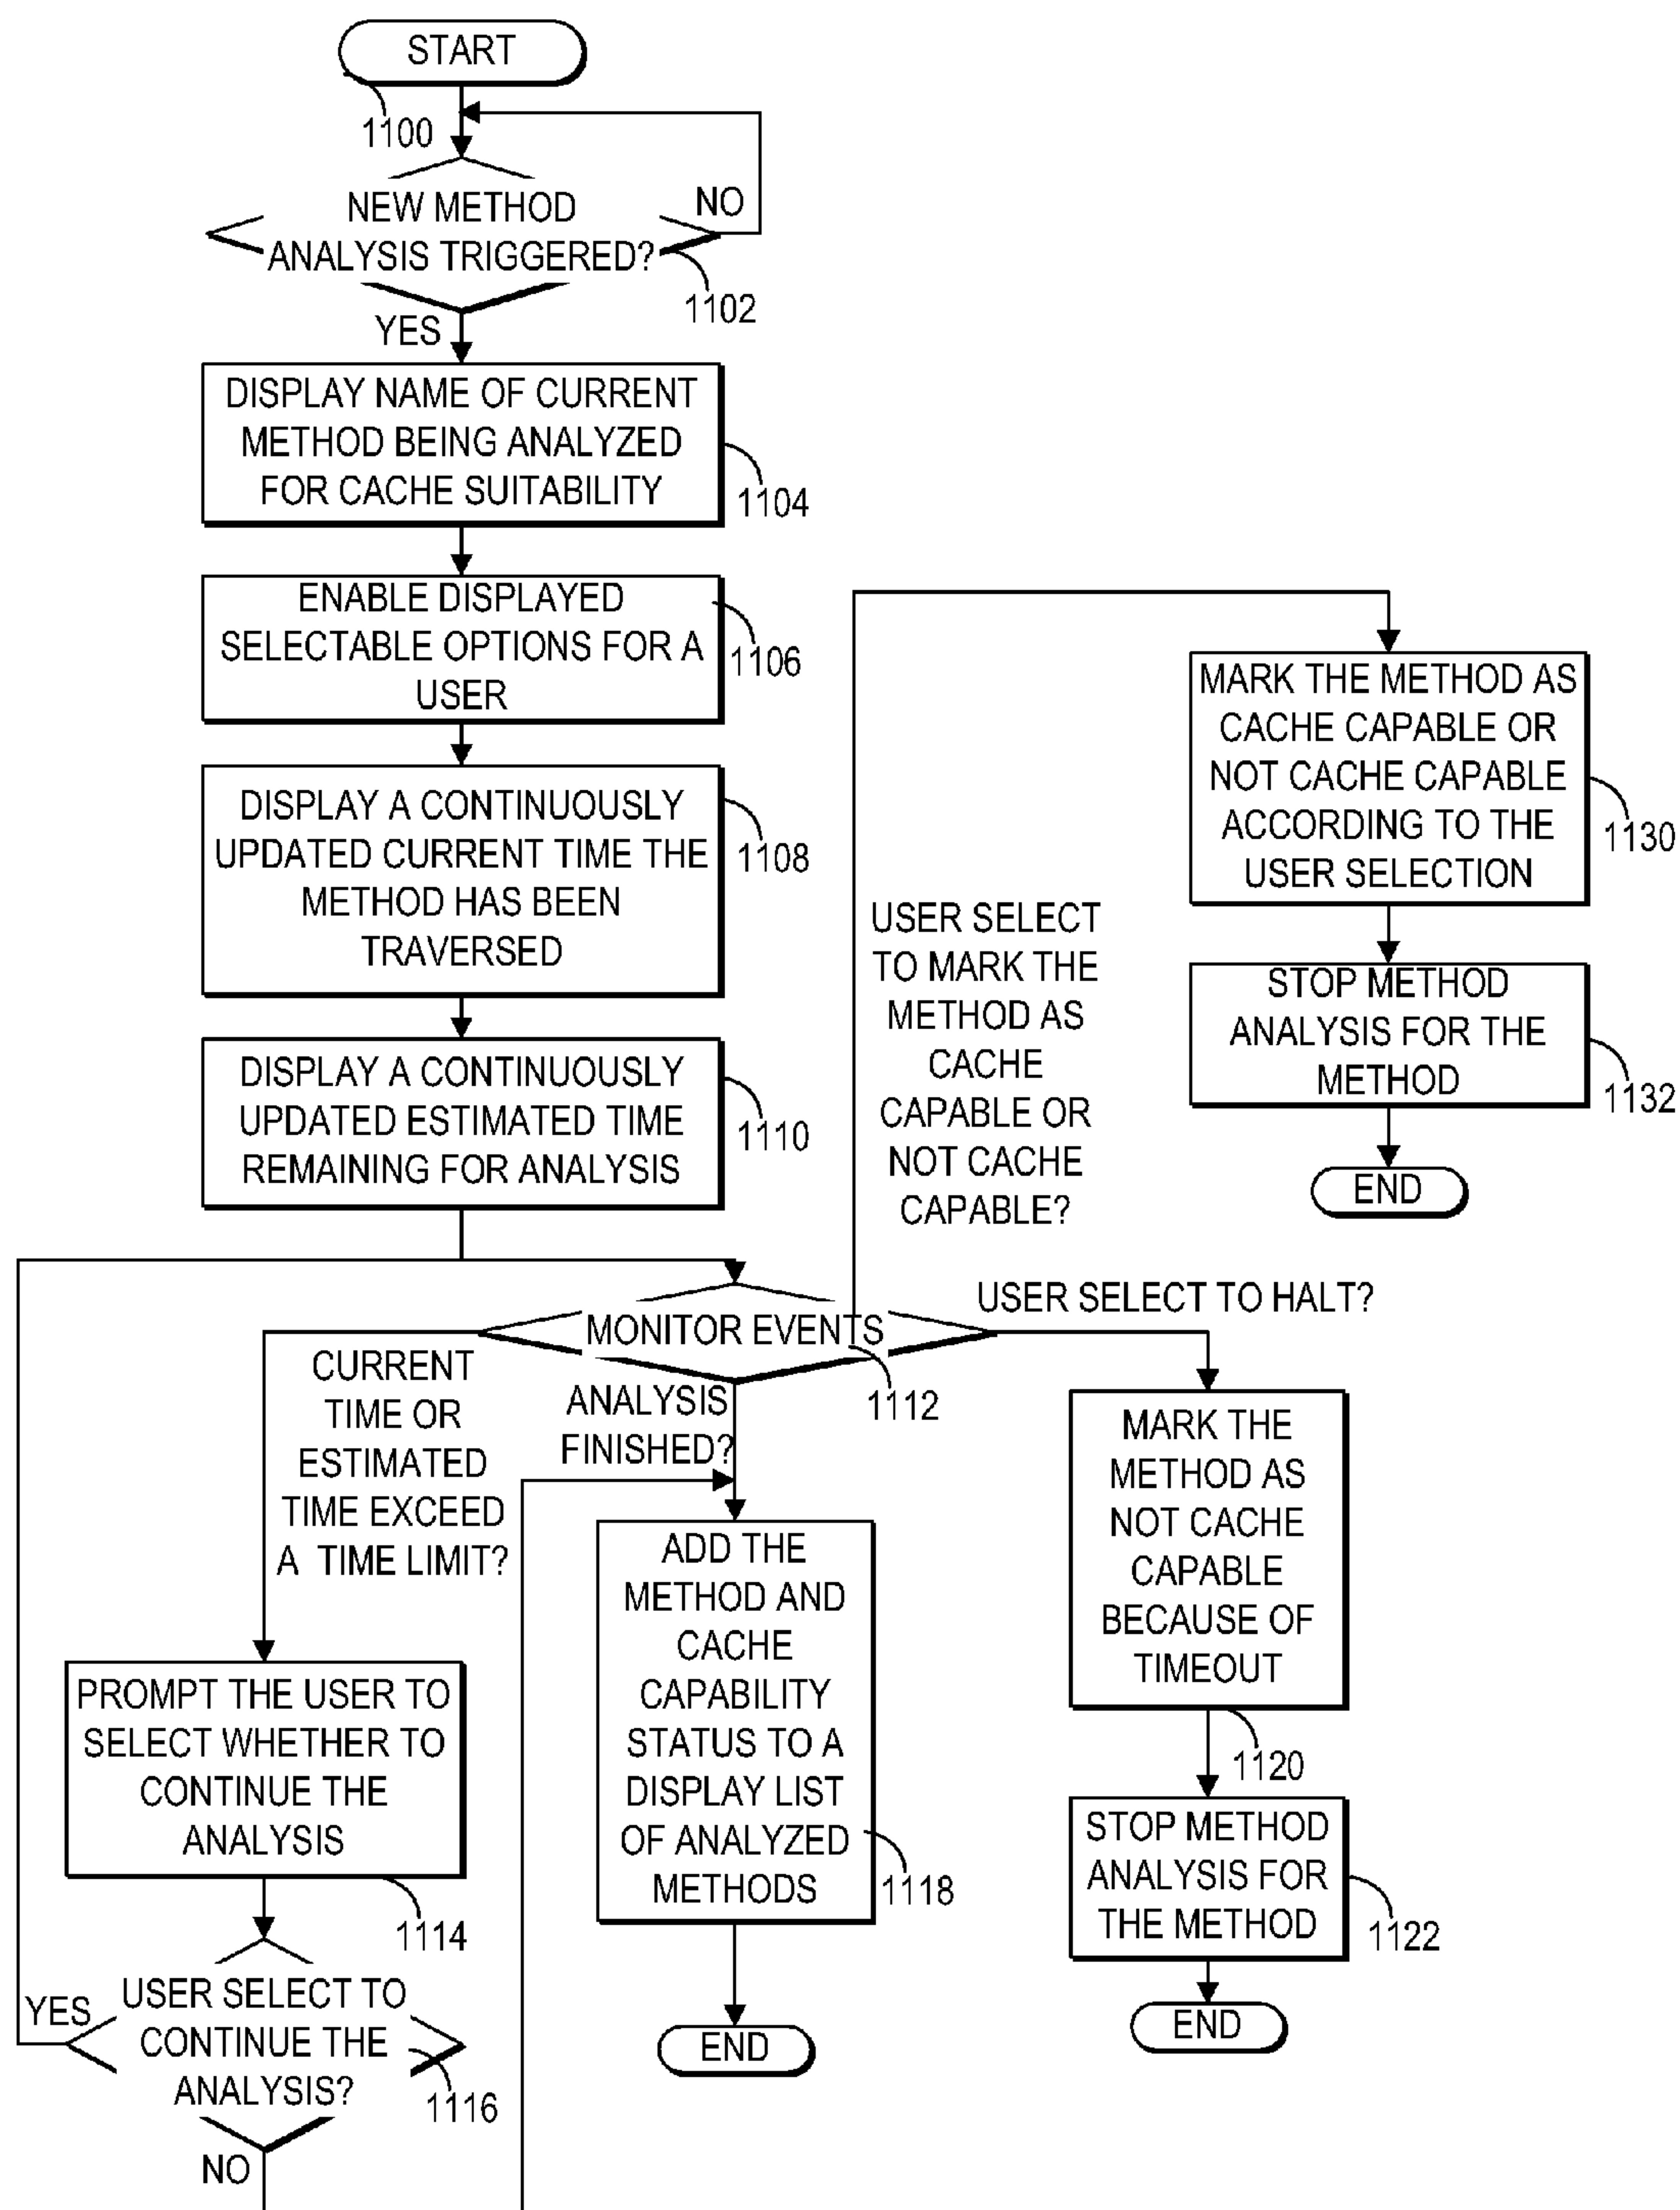 START
1100
NEW METHOD
ANALYSIS TRIGGERED?
NO
1102
YES
DISPLAY NAME OF CURRENT
METHOD BEING ANALYZED
FOR CACHE SUITABILITY
1104
ENABLE DISPLAYED
SELECTABLE OPTIONS FOR A
USER
1106
DISPLAY A CONTINUOUSLY
UPDATED CURRENT TIME THE
METHOD HAS BEEN
TRAVERSED
1108
DISPLAY A CONTINUOUSLY
UPDATED ESTIMATED TIME
REMAINING FOR ANALYSIS
1110
USER SELECT
TO MARK THE
METHOD AS
CACHE
CAPABLE OR
NOT CACHE
CAPABLE?
MARK THE METHOD AS
CACHE CAPABLE OR
NOT CACHE CAPABLE
ACCORDING TO THE
USER SELECTION
1130
STOP METHOD
ANALYSIS FOR THE
METHOD
1132
END
MONITOR EVENTS
1112
USER SELECT TO HALT?
CURRENT
TIME OR
ESTIMATED
TIME EXCEED
A TIME LIMIT?
ANALYSIS
FINISHED?
PROMPT THE USER TO
SELECT WHETHER TO
CONTINUE THE
ANALYSIS
1114
USER SELECT TO
CONTINUE THE
ANALYSIS?
1116
YES
NO
ADD THE
METHOD AND
CACHE
CAPABILITY
STATUS TO A
DISPLAY LIST
OF ANALYZED
METHODS
1118
END
MARK THE
METHOD AS
NOT CACHE
CAPABLE
BECAUSE OF
TIMEOUT
1120
STOP METHOD
ANALYSIS FOR
THE METHOD
1122
END